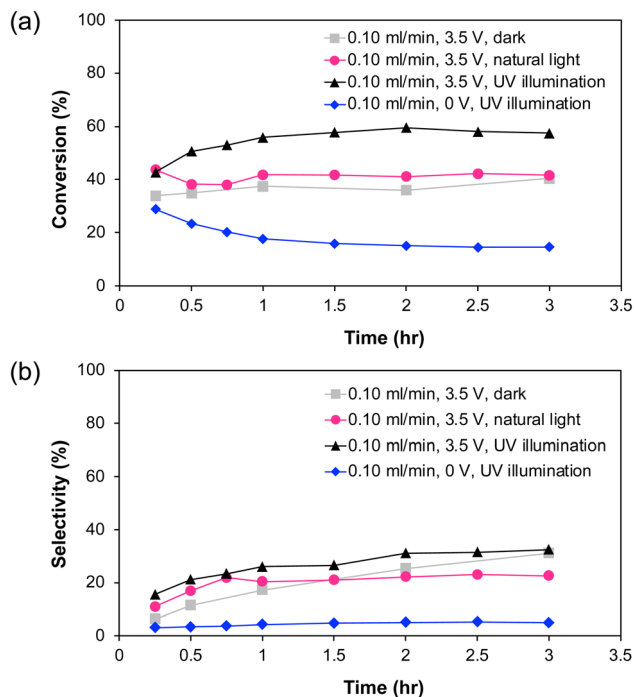 (a)
100
80
60
40
20
0
Conversion (%)
0.10 ml/min, 3.5 V, dark
0.10 ml/min, 3.5 V, natural light
0.10 ml/min, 3.5 V, UV illumination
0.10 ml/min, 0 V, UV illumination
0 0.5 1 1.5 2 2.5 3 3.5
Time (hr)
(b)
100
80
60
40
20
0
Selectivity (%)
0.10 ml/min, 3.5 V, dark
0.10 ml/min, 3.5 V, natural light
0.10 ml/min, 3.5 V, UV illumination
0.10 ml/min, 0 V, UV illumination
0 0.5 1 1.5 2 2.5 3 3.5
Time (hr)